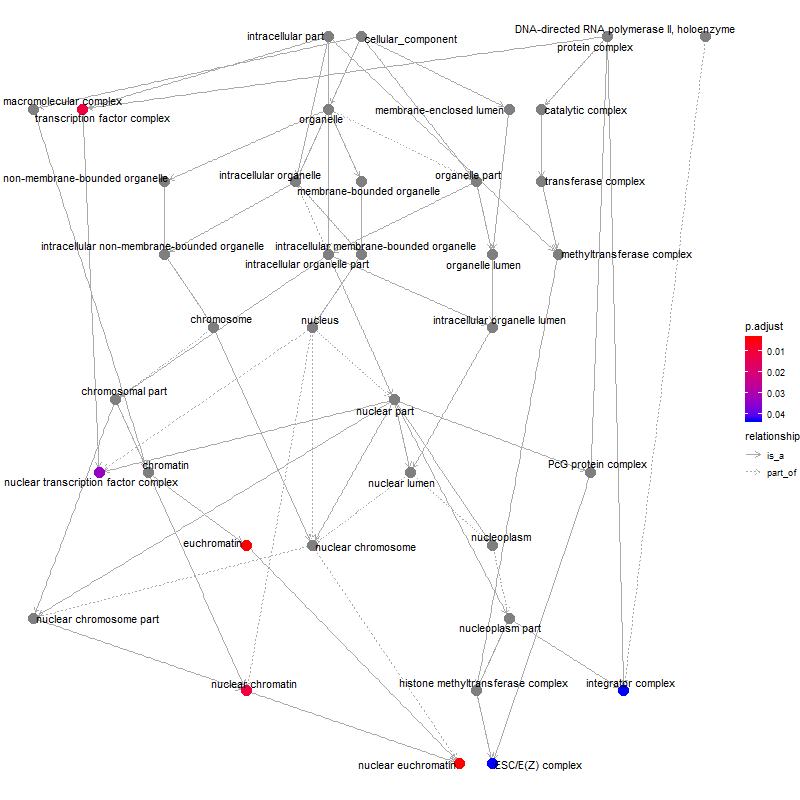 DNA-directed RNA polymerase II, holoenzyme
intracellular part
cellular_component
protein complex
macromolecular complex
transcription factor complex
organelle
membrane-enclosed lumen
catalytic complex
non-membrane-bounded organelle
intracellular organelle
membrane-bounded organelle
organelle part
transferase complex
intracellular non-membrane-bounded organelle
intracellular membrane-bounded organelle
intracellular organelle part
organelle lumen
methyltransferase complex
chromosome
nucleus
intracellular organelle lumen
p.adjust
0.01
0.02
0.03
0.04
relationship
is_a
part_of
chromosomal part
nuclear part
chromatin
nuclear transcription factor complex
nuclear lumen
PcG protein complex
euchromatin
nuclear chromosome
nucleoplasm
nuclear chromosome part
nucleoplasm part
nuclear chromatin
histone methyltransferase complex
integrator complex
nuclear euchromatin
ESC/E(Z) complex